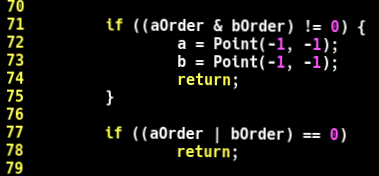 70
71 if ((aOrder & bOrder) != 0) {
72 a = Point(-1, -1);
73 b = Point(-1, -1);
74 return;
75 }
76
77 if ((aOrder | bOrder) == 0)
78 return;
79